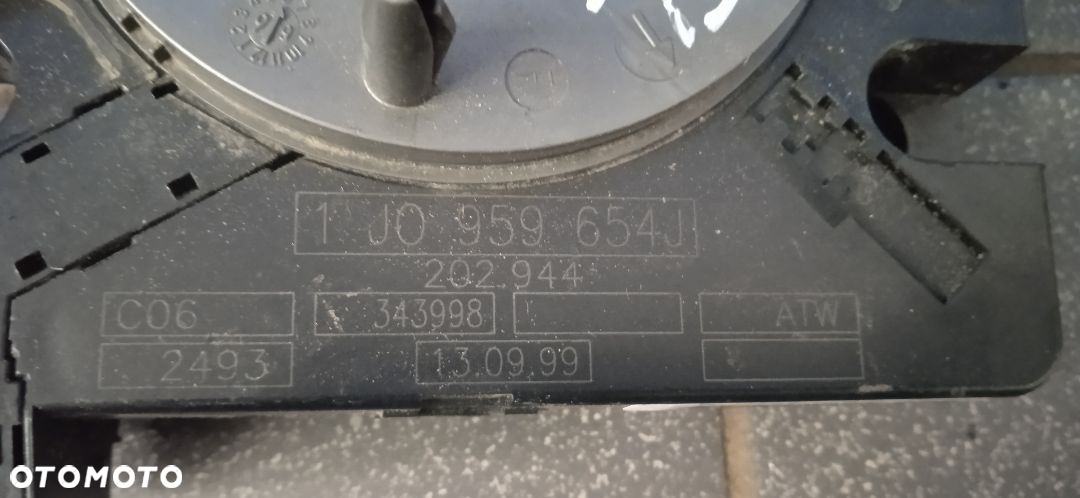 1 J0 959 654J
202.944
C06 343998 ATW
2493 13.09.99
OTOMOTO